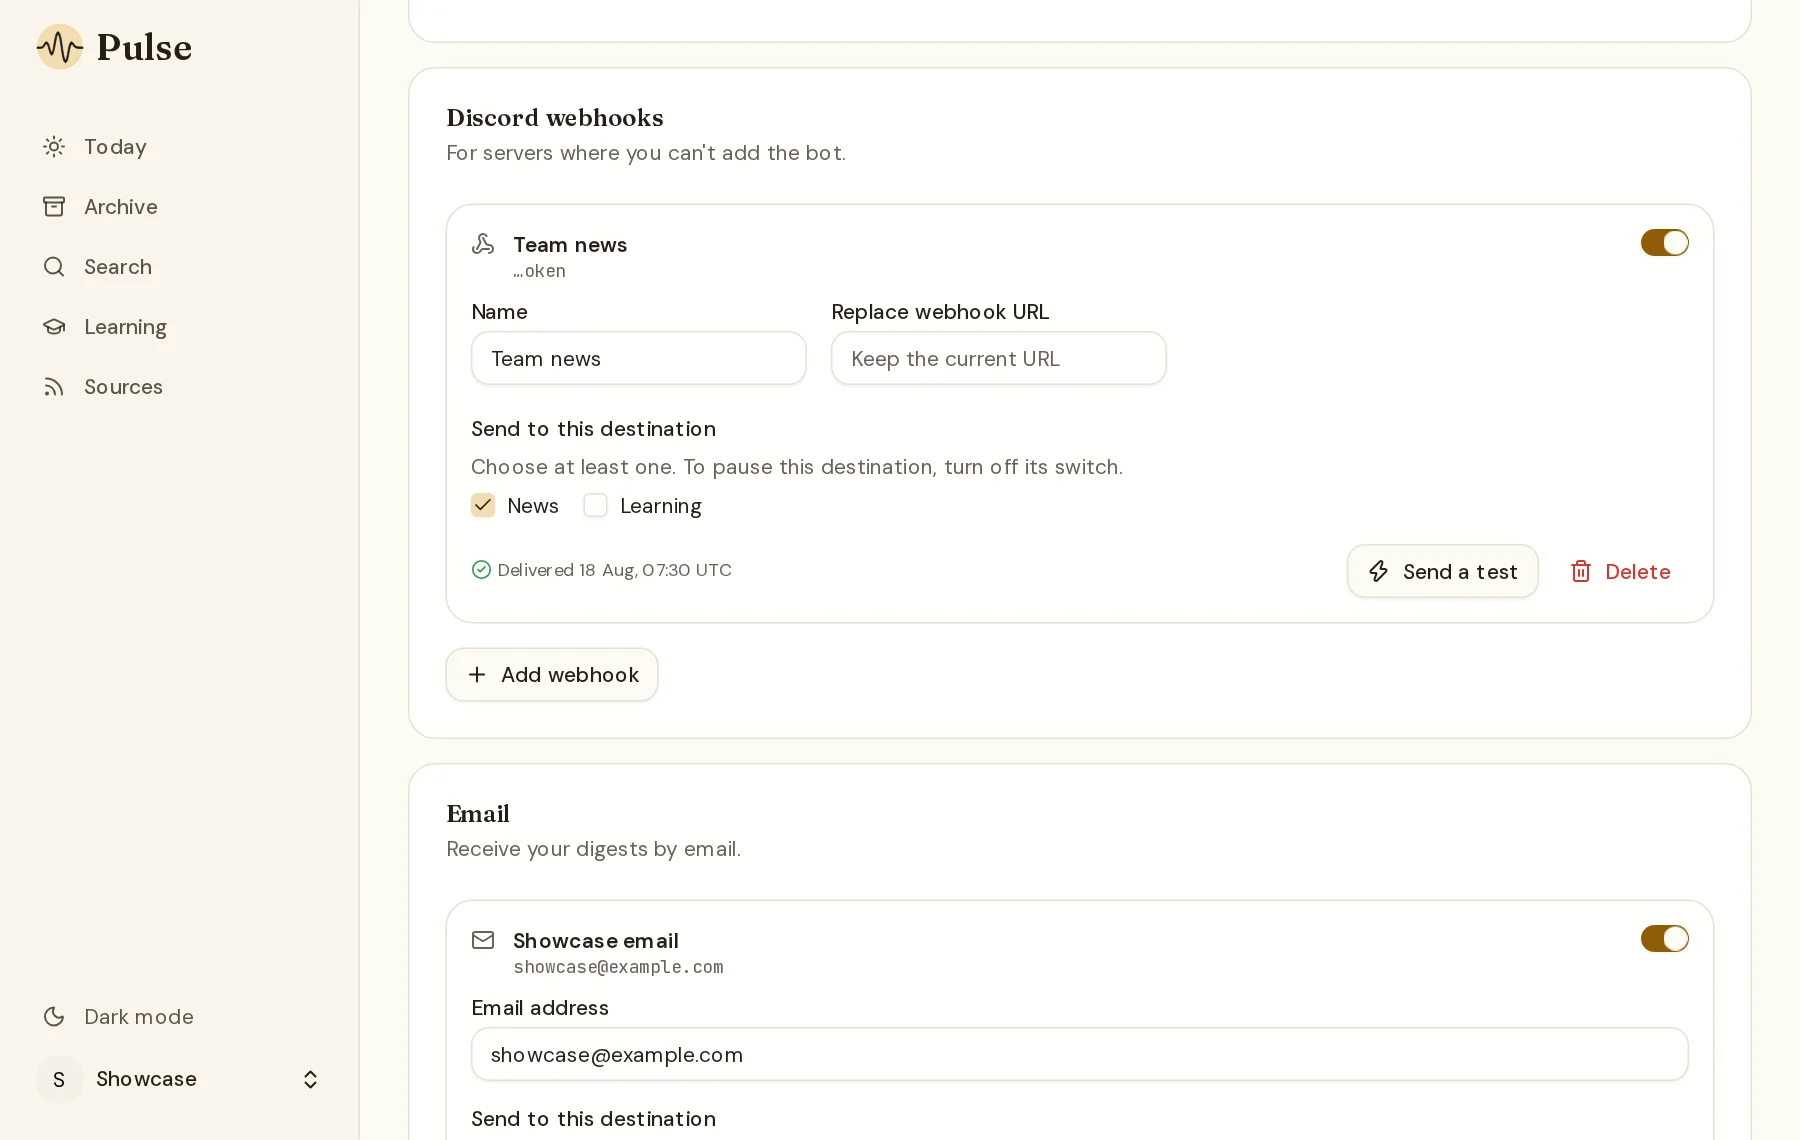 Pulse
Today
Archive
Search
Learning
Sources
Dark mode
S
Showcase
Discord webhooks
For servers where you can't add the bot.
Team news
…oken
Name
Replace webhook URL
Team news
Keep the current URL
Send to this destination
Choose at least one. To pause this destination, turn off its switch.
News
Learning
Delivered 18 Aug, 07:30 UTC
Send a test
Delete
Add webhook
Email
Receive your digests by email.
Showcase email
showcase@example.com
Email address
showcase@example.com
Send to this destination